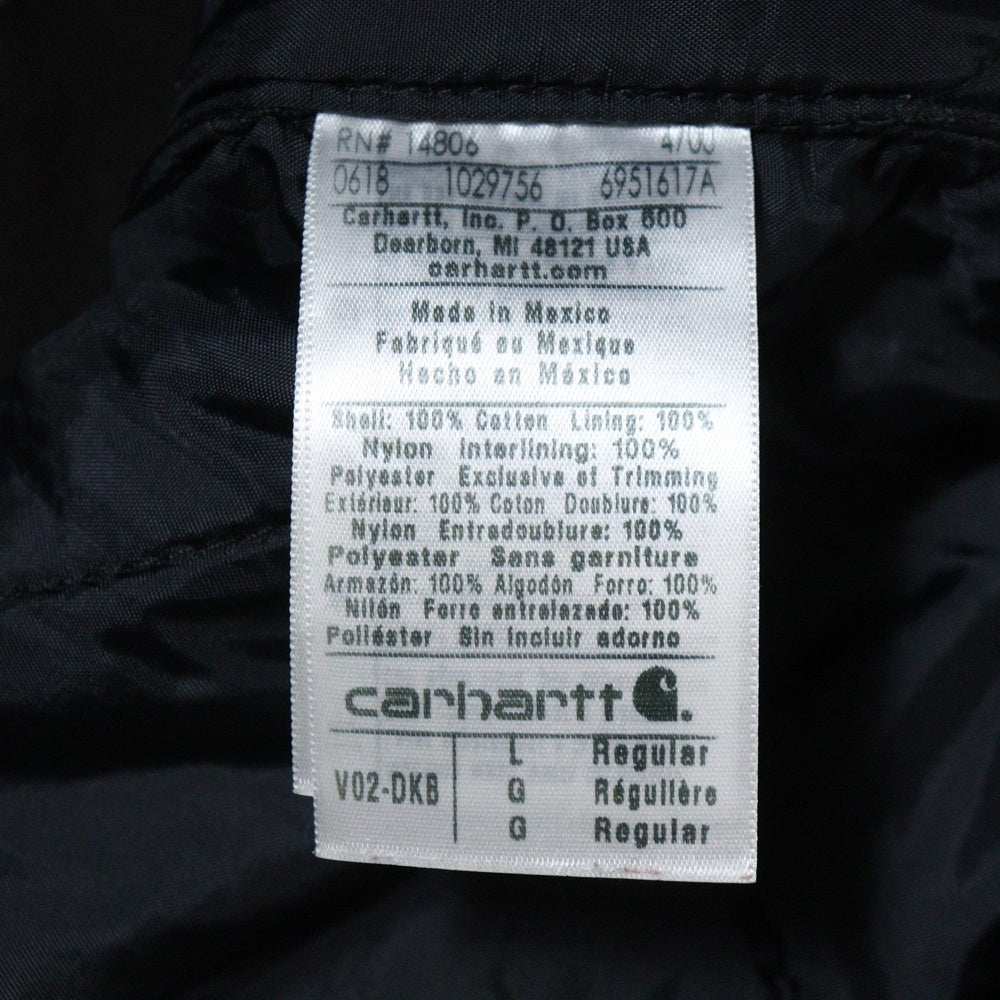 RN# 14806 4700
0618 1029756 6951617A
Carhartt, Inc. P. O. Box 600
Dearborn, MI 48121 USA
carhartt.com
Made in Mexico
Fabriqué au Mexique
Hecho en México
Shell: 100% Cotton Lining: 100%
Nylon Interlining: 100%
Polyester Exclusive of Trimming
Extérieur: 100% Coton Doublure: 100%
Nylon Entredoublure: 100%
Polyester Sans garniture
Armazón: 100% Algodón Forro: 100%
Nilón Forro entrelazado: 100%
Poliéster Sin incluir adorno
carhartt
L Regular
V02-DKB G Régulière
G Regular